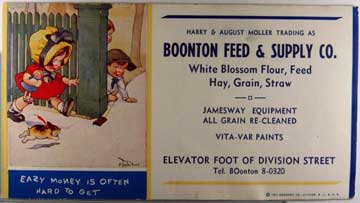 HARRY & AUGUST MOLLER TRADING AS
BOONTON FEED & SUPPLY CO.
White Blossom Flour, Feed
Hay, Grain, Straw
JAMESWAY EQUIPMENT
ALL GRAIN RE-CLEANED
VITA-VAR PAINTS
ELEVATOR FOOT OF DIVISION STREET
Tel. BOonton 8-0320
EAZY MONEY IS OFTEN
HARD TO GET